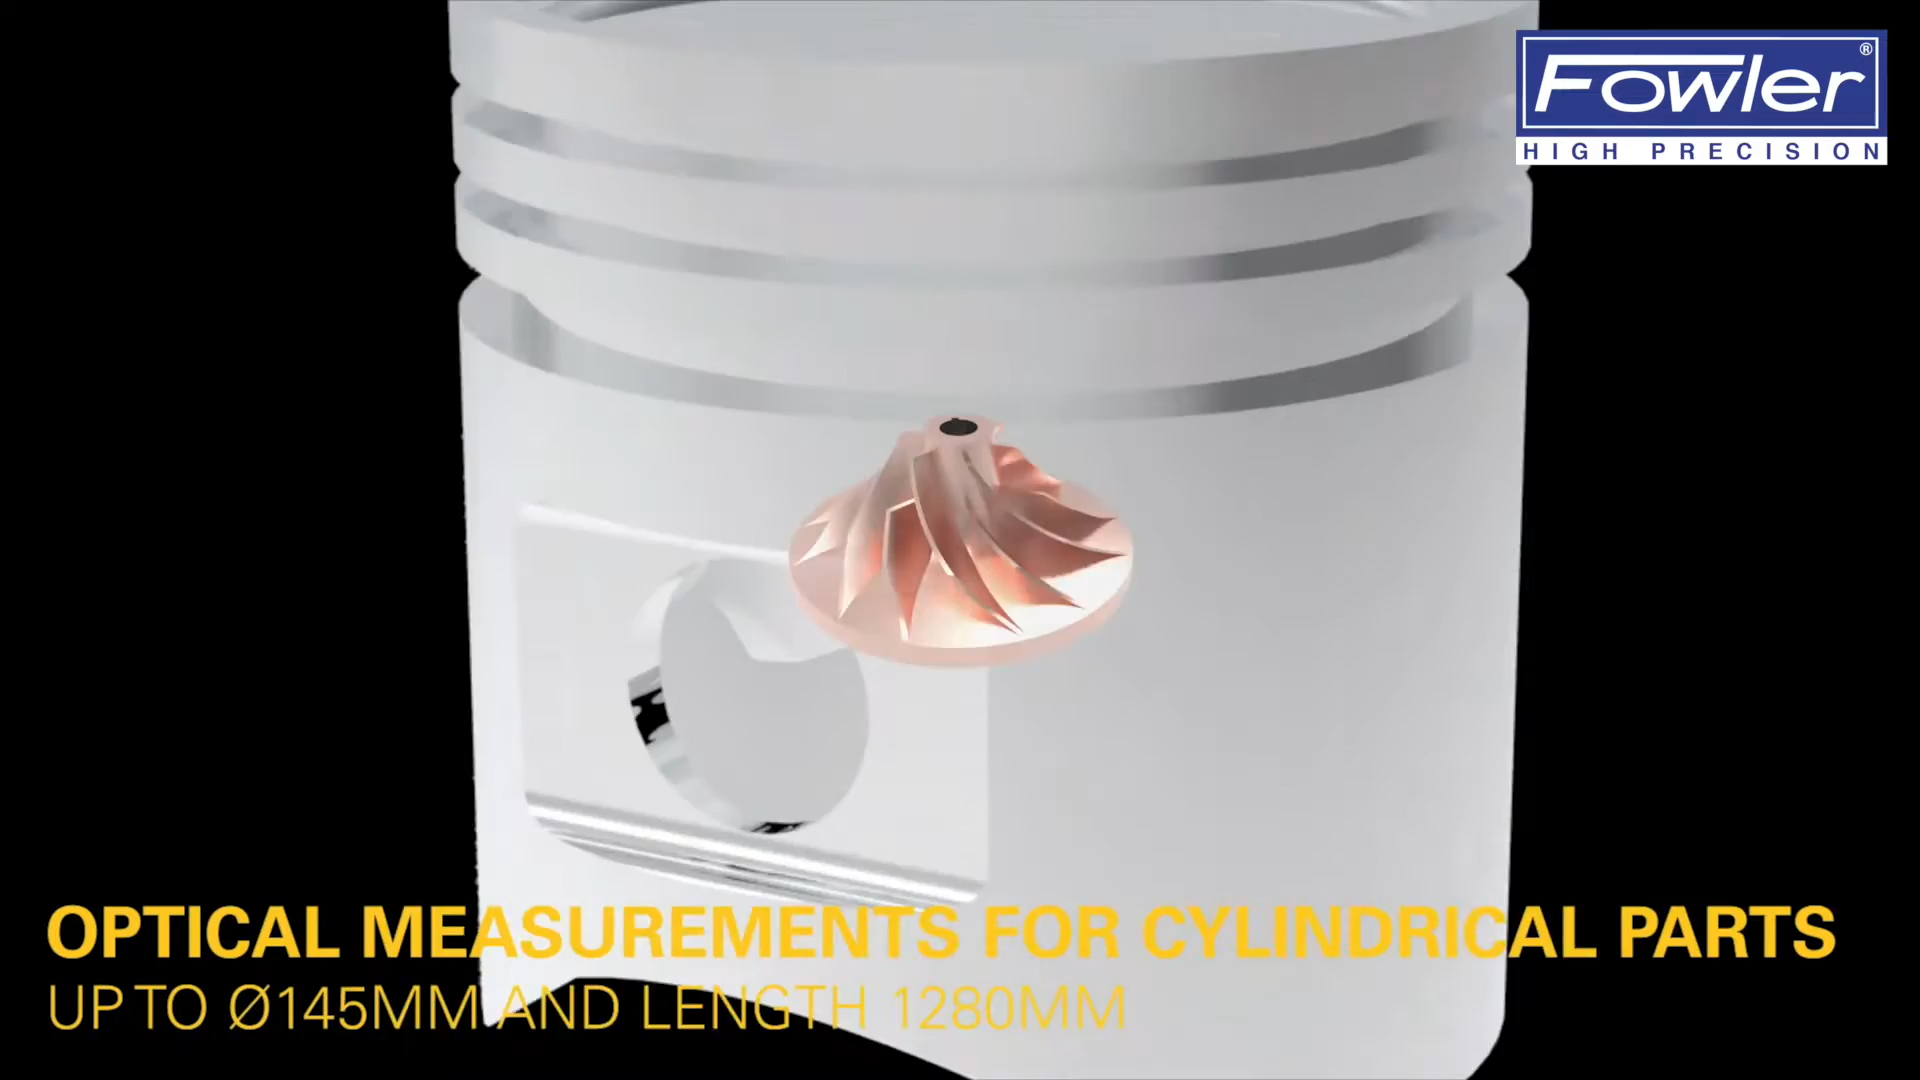 Fowler®
HIGH PRECISION
OPTICAL MEASUREMENTS FOR CYLINDRICAL PARTS
UP TO Ø145MM AND LENGTH 1280MM